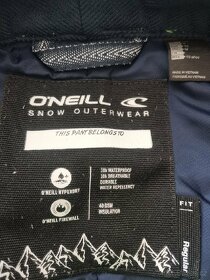 O'NEILL
SNOW OUTERWEAR
THIS PANT BELONGS TO
O'NEILL HYPERDRY
O'NEILL FIREWALL
10K WATERPROOF
10K BREATHABLE
DURABLE
WATER REPELLENCY
40 GSM
INSULATION
FIT
Regular